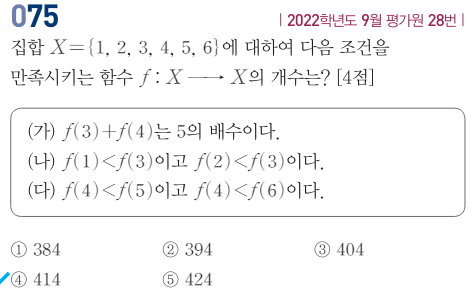 075
| 2022학년도 9월 평가원 28번 |
집합 X={1, 2, 3, 4, 5, 6}에 대하여 다음 조건을
만족시키는 함수 f : X ⟶ X의 개수는? [4점]
(가) f(3)+f(4)는 5의 배수이다.
(나) f(1)<f(3)이고 f(2)<f(3)이다.
(다) f(4)<f(5)이고 f(4)<f(6)이다.
① 384 ② 394 ③ 404
④ 414 ⑤ 424